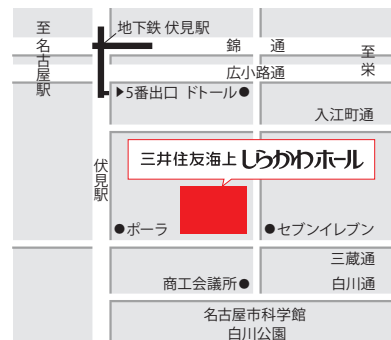 至名古屋駅
地下鉄 伏見駅
錦 通
至栄
広小路通
▶5番出口 ドトール●
入江町通
伏見駅
三井住友海上 しらかわホール
●ポーラ
●セブンイレブン
三蔵通
商工会議所●
白川通
名古屋市科学館
白川公園